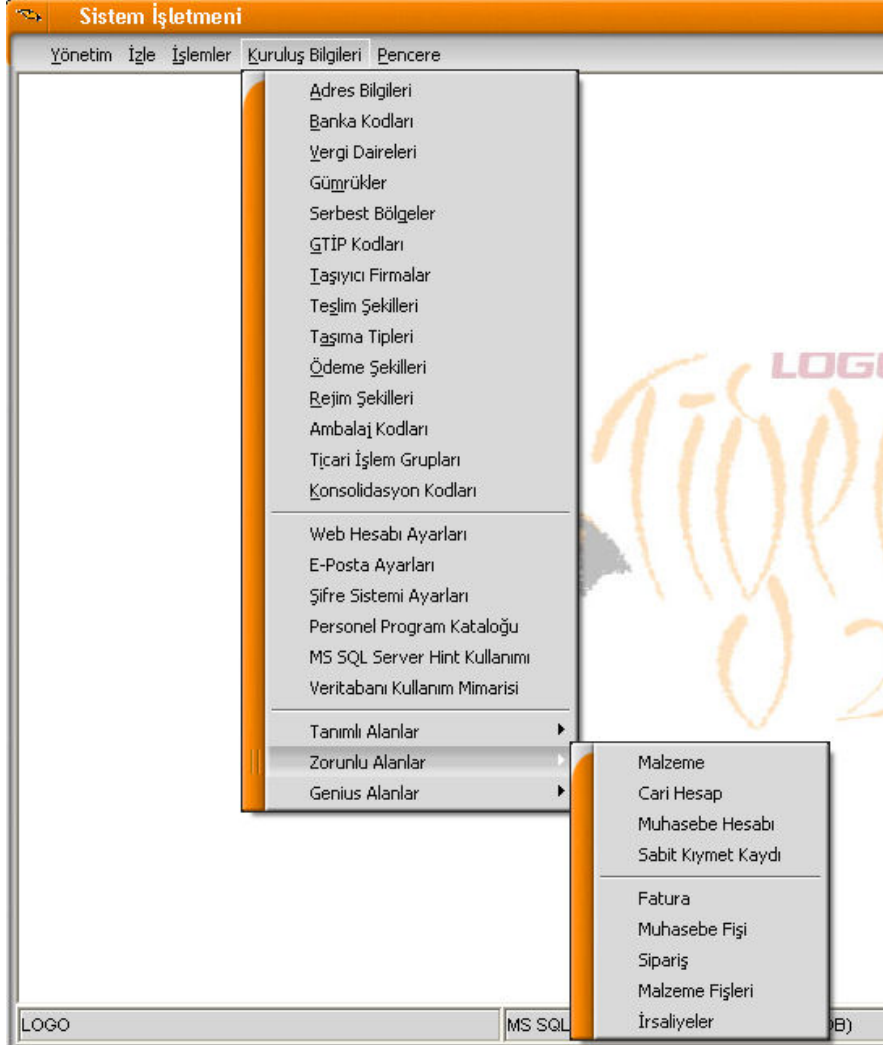 Sistem İşletmeni
Yönetim İzle İşlemler Kuruluş Bilgileri Pencere
Adres Bilgileri
Banka Kodları
Vergi Daireleri
Gümrükler
Serbest Bölgeler
GTİP Kodları
Taşıyıcı Firmalar
Teslim Şekilleri
Taşıma Tipleri
Ödeme Şekilleri
Rejim Şekilleri
Ambalaj Kodları
Ticari İşlem Grupları
Konsolidasyon Kodları
Web Hesabı Ayarları
E-Posta Ayarları
Şifre Sistemi Ayarları
Personel Program Kataloğu
MS SQL Server Hint Kullanımı
Veritabanı Kullanım Mimarisi
Tanımlı Alanlar
Zorunlu Alanlar
Genius Alanlar
Malzeme
Cari Hesap
Muhasebe Hesabı
Sabit Kıymet Kaydı
Fatura
Muhasebe Fişi
Sipariş
Malzeme Fişleri
İrsaliyeler
LOGO
Tiger
2
LOGO
MS SQL